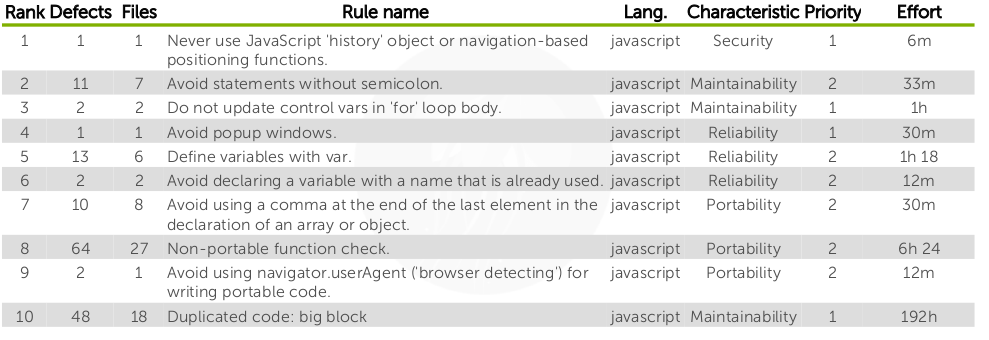 Rank Defects Files Rule name Lang. Characteristic Priority Effort
1 1 1 Never use JavaScript 'history' object or navigation-based javascript Security 1 6m
positioning functions.
2 11 7 Avoid statements without semicolon. javascript Maintainability 2 33m
3 2 2 Do not update control vars in 'for' loop body. javascript Maintainability 1 1h
4 1 1 Avoid popup windows. javascript Reliability 1 30m
5 13 6 Define variables with var. javascript Reliability 2 1h 18
6 2 2 Avoid declaring a variable with a name that is already used. javascript Reliability 2 12m
7 10 8 Avoid using a comma at the end of the last element in the javascript Portability 2 30m
declaration of an array or object.
8 64 27 Non-portable function check. javascript Portability 2 6h 24
9 2 1 Avoid using navigator.userAgent ('browser detecting') for javascript Portability 2 12m
writing portable code.
10 48 18 Duplicated code: big block javascript Maintainability 1 192h